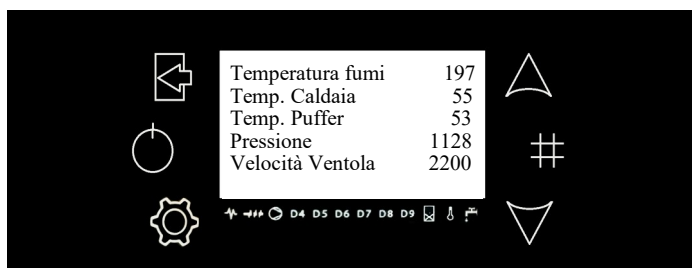 Temperatura fumi 197
Temp. Caldaia 55
Temp. Puffer 53
Pressione 1128
Velocità Ventola 2200
D4 D5 D6 D7 D8 D9